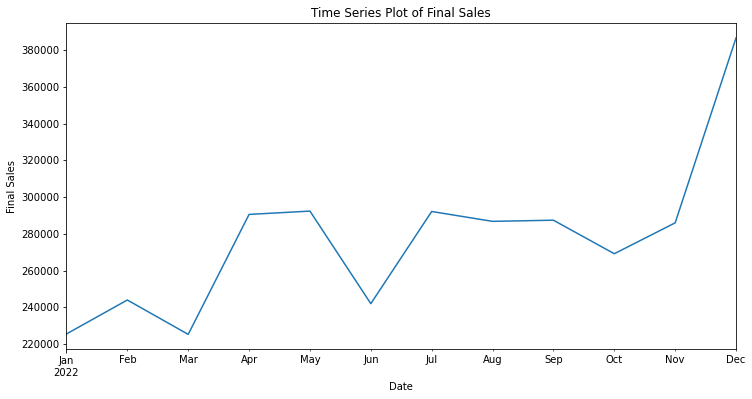 Time Series Plot of Final Sales
380000
360000
340000
320000
300000
280000
260000
240000
220000
Final Sales
Jan Feb Mar Apr May Jun Jul Aug Sep Oct Nov Dec
2022
Date